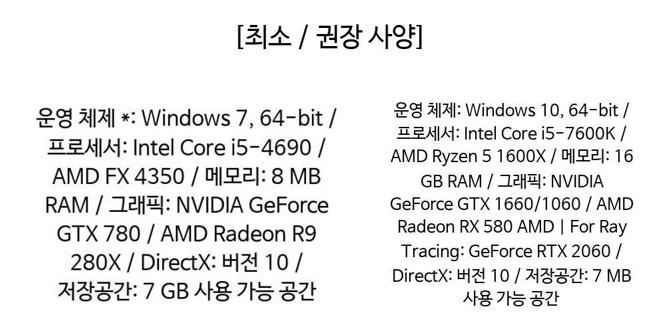 [최소 / 권장 사양]
운영 체제 *: Windows 7, 64-bit /
프로세서: Intel Core i5-4690 /
AMD FX 4350 / 메모리: 8 MB
RAM / 그래픽: NVIDIA GeForce
GTX 780 / AMD Radeon R9
280X / DirectX: 버전 10 /
저장공간: 7 GB 사용 가능 공간
운영 체제: Windows 10, 64-bit /
프로세서: Intel Core i5-7600K /
AMD Ryzen 5 1600X / 메모리: 16
GB RAM / 그래픽: NVIDIA
GeForce GTX 1660/1060 / AMD
Radeon RX 580 AMD | For Ray
Tracing: GeForce RTX 2060 /
DirectX: 버전 10 / 저장공간: 7 MB
사용 가능 공간